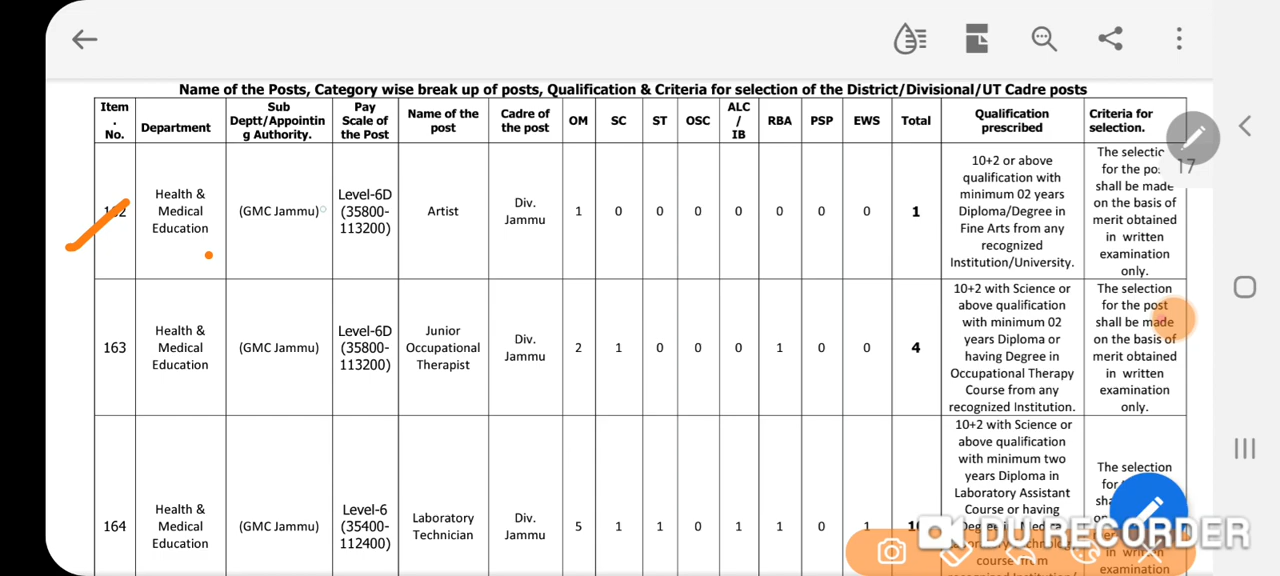 Name of the Posts, Category wise break up of posts, Qualification & Criteria for selection of the District/Divisional/UT Cadre posts
Item . No. Department Sub Deptt/Appointin g Authority. Pay Scale of the Post Name of the post Cadre of the post OM SC ST OSC ALC / IB RBA PSP EWS Total Qualification prescribed Criteria for selection.
17
162 Health & Medical Education (GMC Jammu) Level-6D (35800-113200) Artist Div. Jammu 1 0 0 0 0 0 0 0 1 10+2 or above qualification with minimum 02 years Diploma/Degree in Fine Arts from any recognized Institution/University. The selection for the post shall be made on the basis of merit obtained in written examination only.
163 Health & Medical Education (GMC Jammu) Level-6D (35800-113200) Junior Occupational Therapist Div. Jammu 2 1 0 0 0 1 0 0 4 10+2 with Science or above qualification with minimum 02 years Diploma or having Degree in Occupational Therapy Course from any recognized Institution. The selection for the post shall be made on the basis of merit obtained in written examination only.
164 Health & Medical Education (GMC Jammu) Level-6 (35400-112400) Laboratory Technician Div. Jammu 5 1 1 0 1 1 0 1 10+2 with Science or above qualification with minimum two years Diploma in Laboratory Assistant Course or having The selection
DU RECORDER